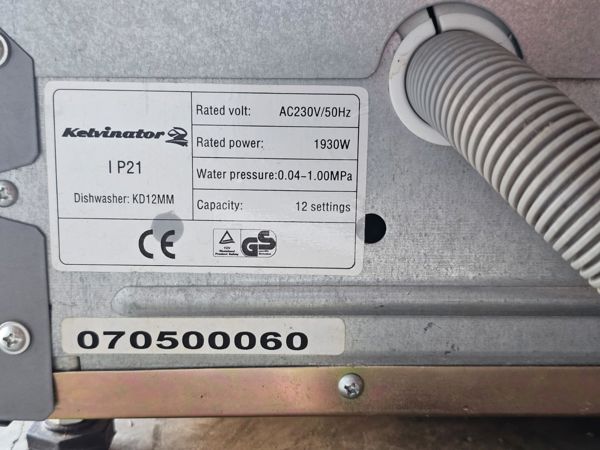 Kelvinator
I P21
Dishwasher: KD12MM
Rated volt: AC230V/50Hz
Rated power: 1930W
Water pressure:0.04-1.00MPa
Capacity: 12 settings
CE
TÜV
GS
070500060